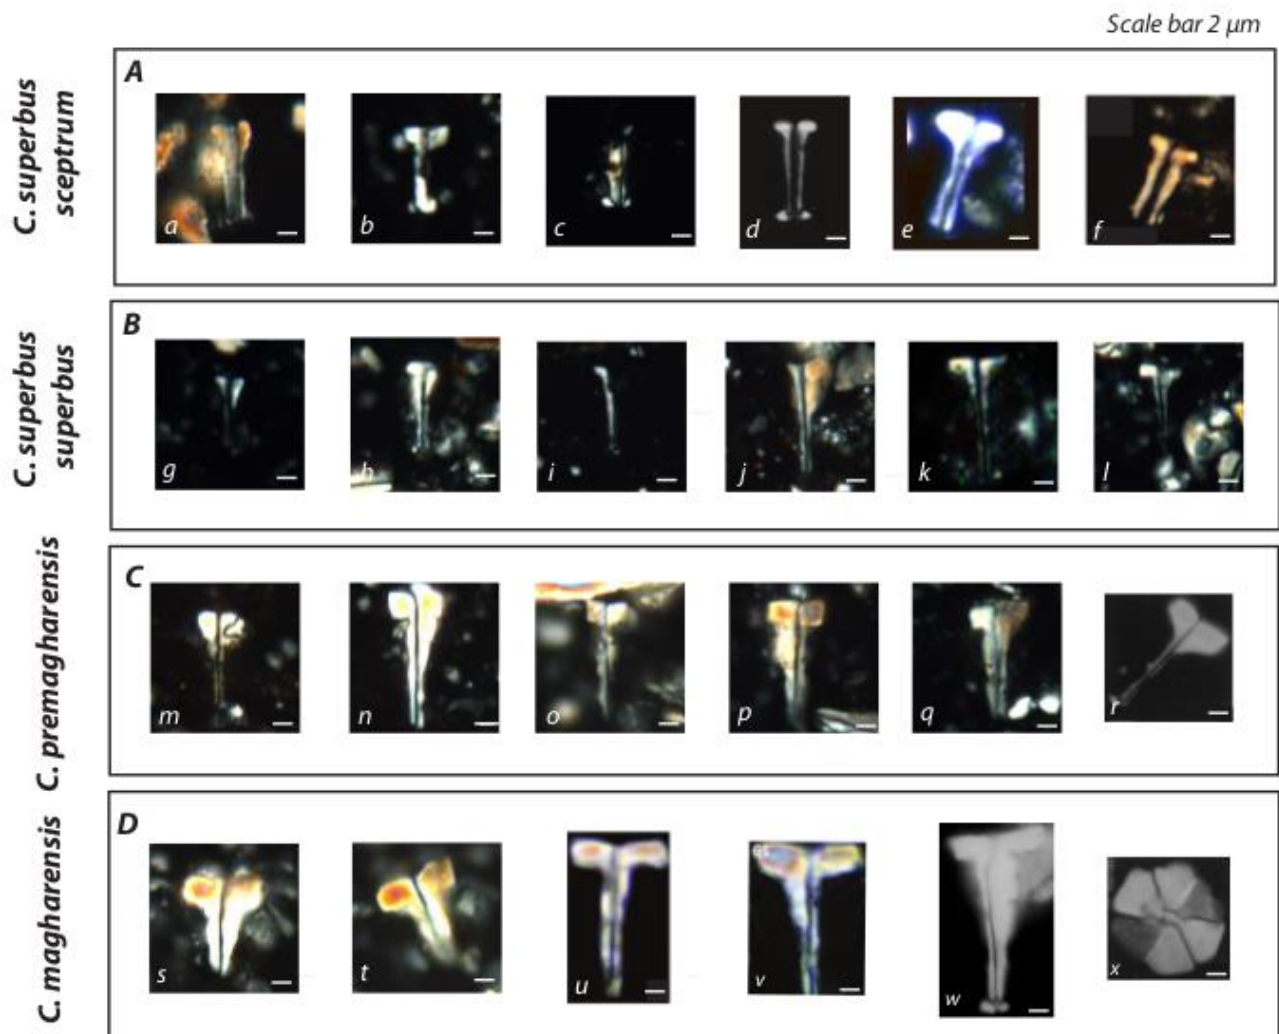 Scale bar 2 μm
C. superbus
sceptrum
A
a
b
c
d
e
f
C. superbus
superbus
B
g
h
i
j
k
l
C. premagharensis
C
m
n
o
p
q
r
C. magharensis
D
s
t
u
v
w
x